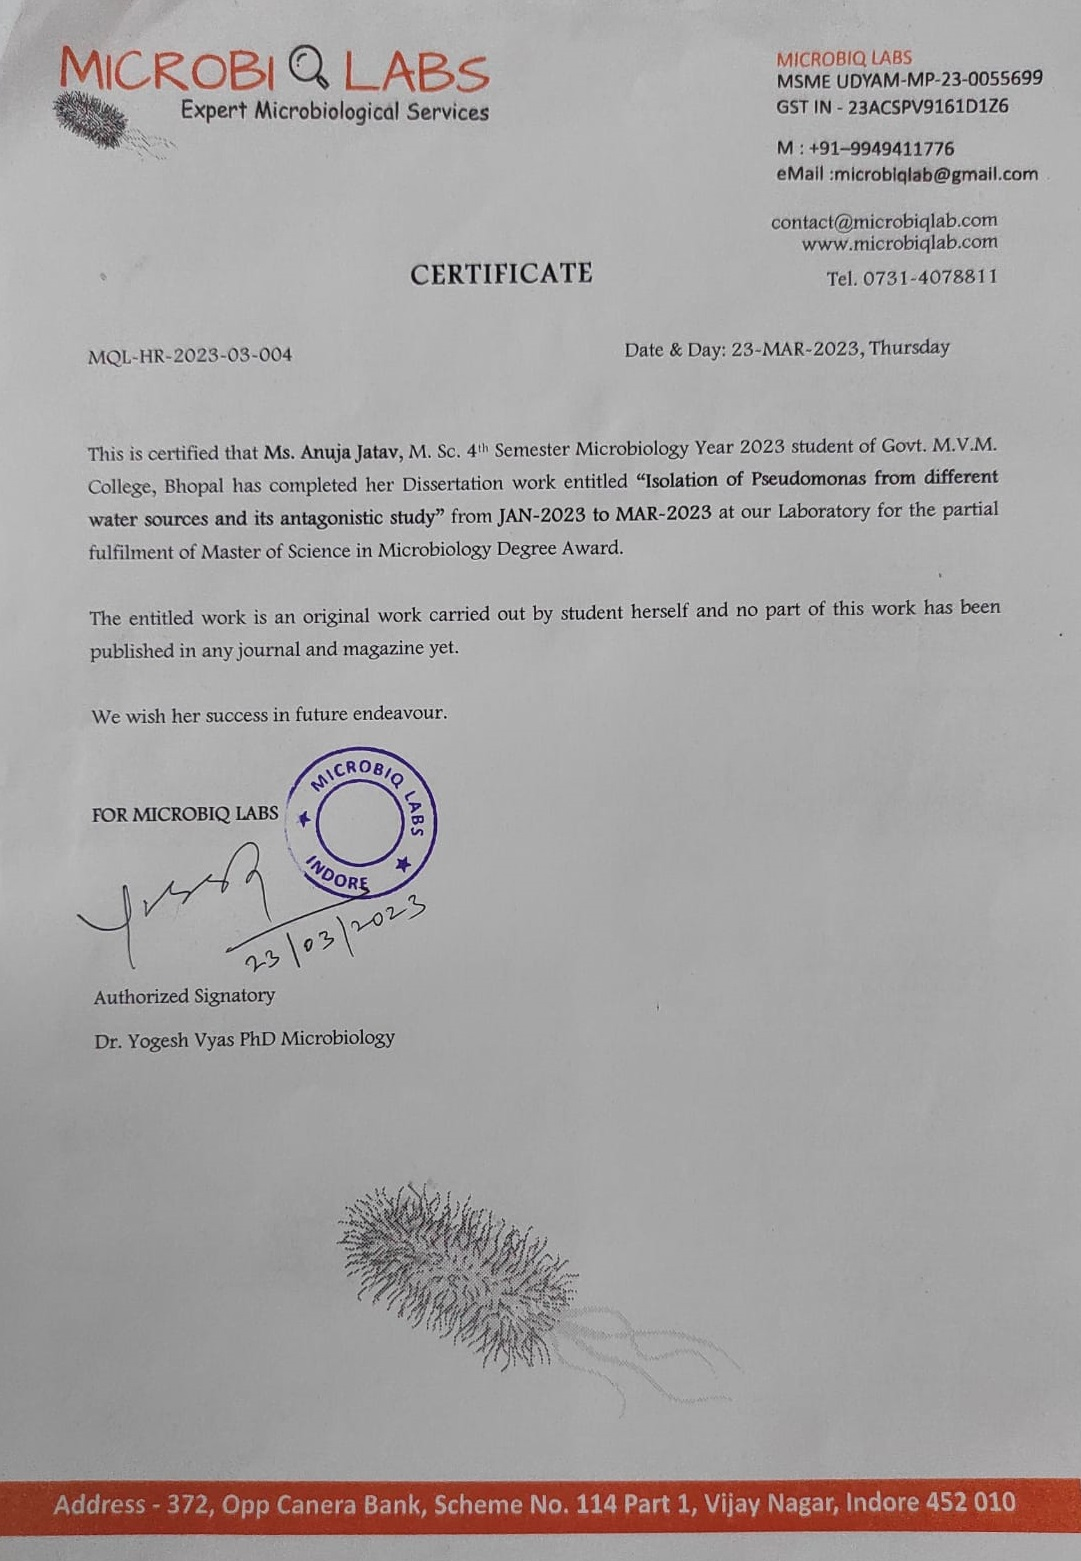 MICROBIQ LABS
Expert Microbiological Services
MICROBIQ LABS
MSME UDYAM-MP-23-0055699
GST IN - 23ACSPV9161D1Z6
M : +91–9949411776
eMail :microbiqlab@gmail.com
contact@microbiqlab.com
www.microbiqlab.com
Tel. 0731-4078811
CERTIFICATE
MQL-HR-2023-03-004
Date & Day: 23-MAR-2023, Thursday
This is certified that Ms. Anuja Jatav, M. Sc. 4th Semester Microbiology Year 2023 student of Govt. M.V.M.
College, Bhopal has completed her Dissertation work entitled “Isolation of Pseudomonas from different
water sources and its antagonistic study” from JAN-2023 to MAR-2023 at our Laboratory for the partial
fulfilment of Master of Science in Microbiology Degree Award.
The entitled work is an original work carried out by student herself and no part of this work has been
published in any journal and magazine yet.
We wish her success in future endeavour.
FOR MICROBIQ LABS
MICROBIQ LABS
INDORE
23/03/2023
Authorized Signatory
Dr. Yogesh Vyas PhD Microbiology
Address - 372, Opp Canera Bank, Scheme No. 114 Part 1, Vijay Nagar, Indore 452 010